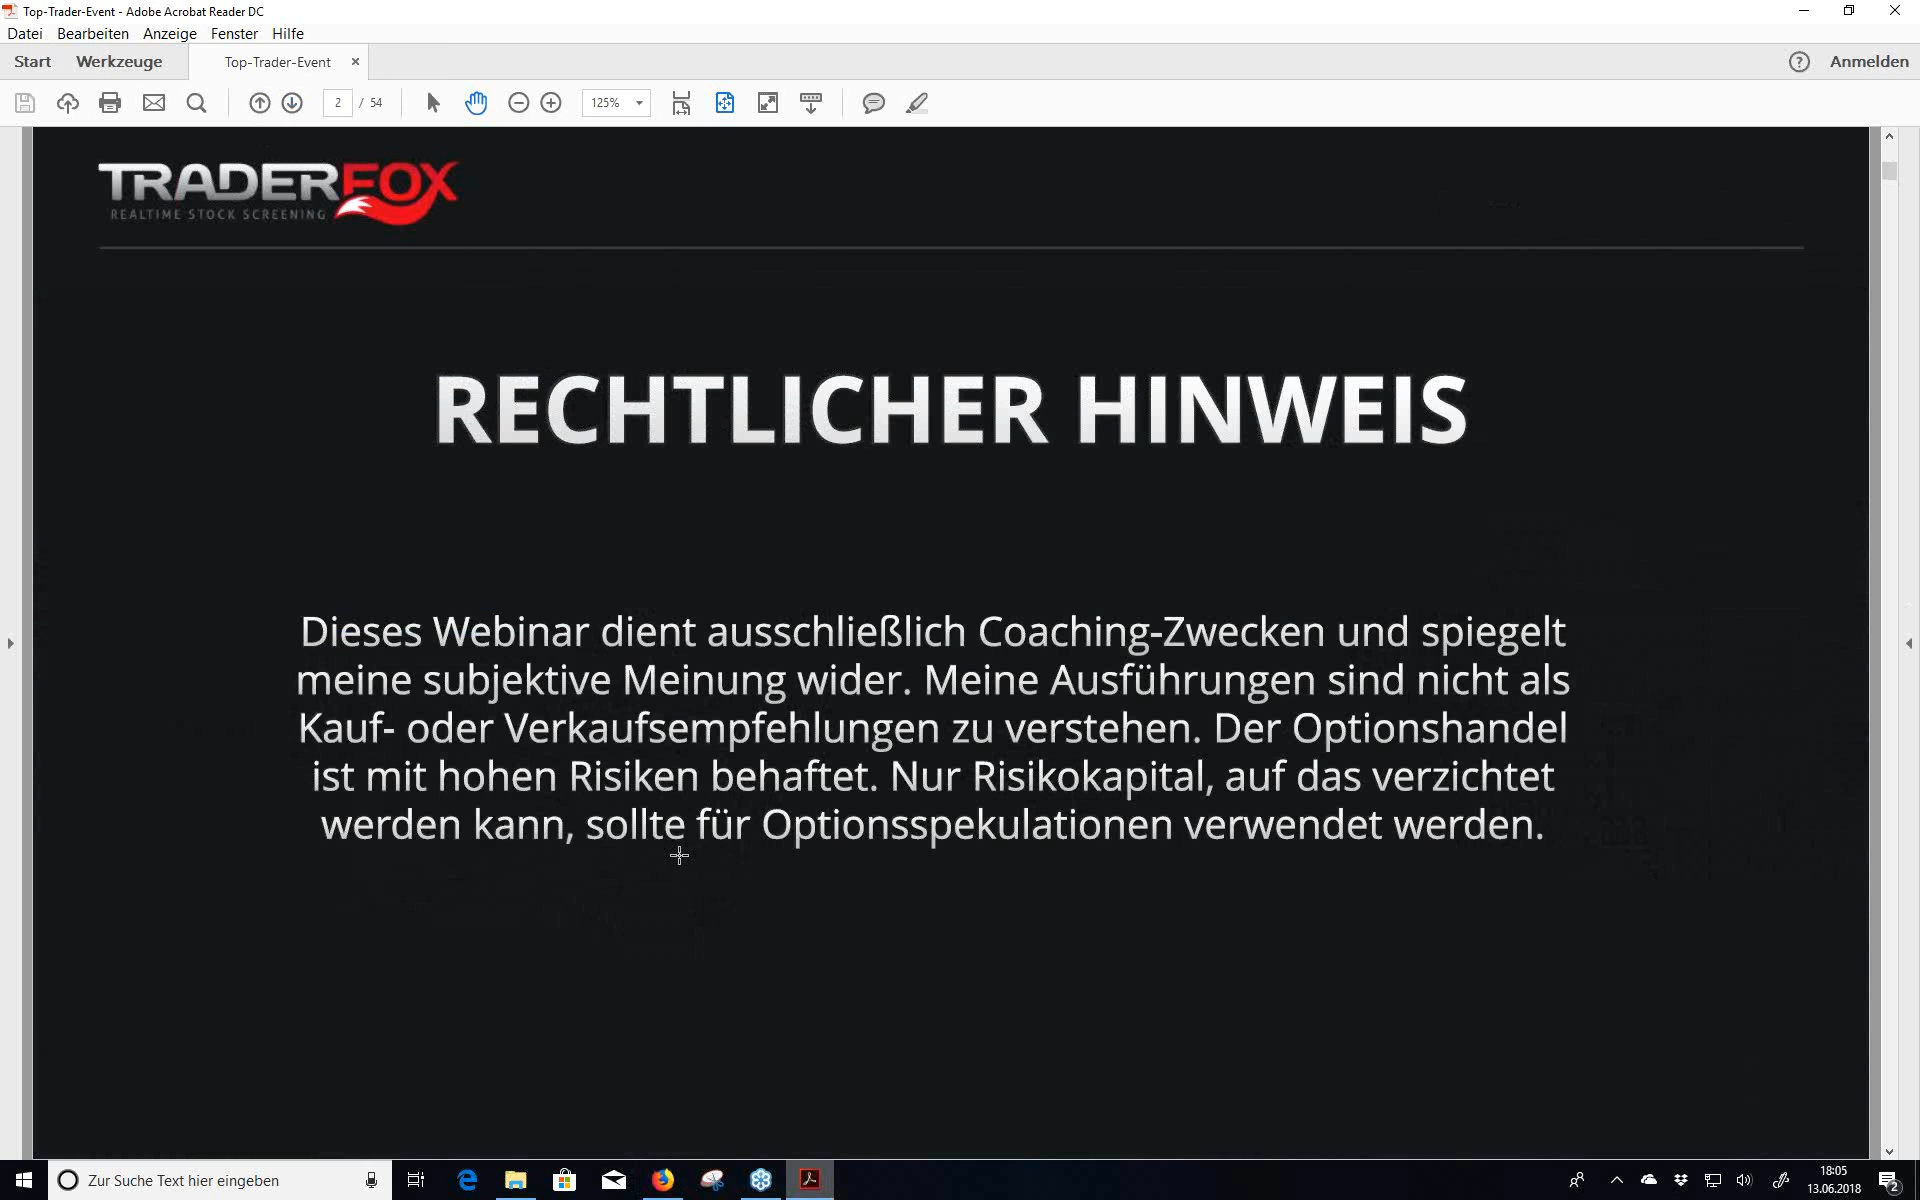 Top-Trader-Event - Adobe Acrobat Reader DC
Datei Bearbeiten Anzeige Fenster Hilfe
Start Werkzeuge Top-Trader-Event Anmelden
2 / 54 125%
TRADERFOX
REALTIME STOCK SCREENING
RECHTLICHER HINWEIS
Dieses Webinar dient ausschließlich Coaching-Zwecken und spiegelt
meine subjektive Meinung wider. Meine Ausführungen sind nicht als
Kauf- oder Verkaufsempfehlungen zu verstehen. Der Optionshandel
ist mit hohen Risiken behaftet. Nur Risikokapital, auf das verzichtet
werden kann, sollte für Optionsspekulationen verwendet werden.
Zur Suche Text hier eingeben
18:05
13.06.2018
2